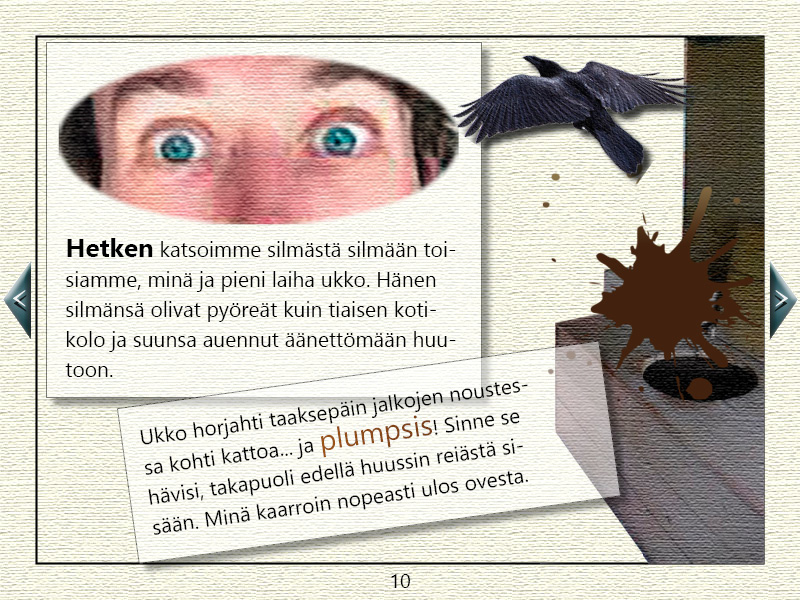 Hetken katsoimme silmästä silmään toi-
siamme, minä ja pieni laiha ukko. Hänen
silmänsä olivat pyöreät kuin tiaisen koti-
kolo ja suunsa auennut äänettömään huu-
toon.
Ukko horjahti taaksepäin jalkojen noustes-
sa kohti kattoa... ja plumpsis! Sinne se
hävisi, takapuoli edellä huussin reiästä si-
sään. Minä kaarroin nopeasti ulos ovesta.
10